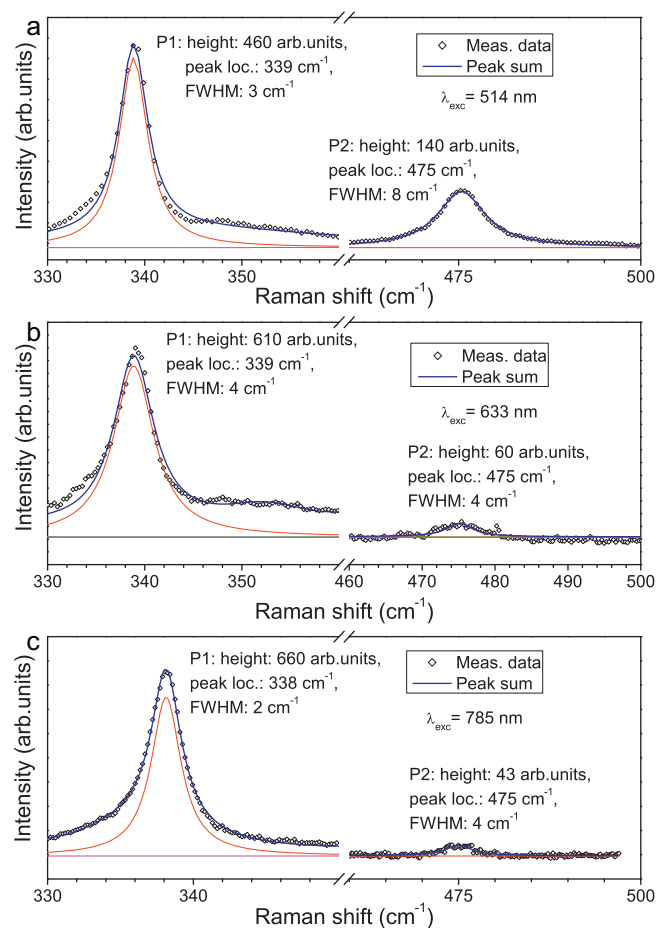 a
P1: height: 460 arb.units,
peak loc.: 339 cm⁻¹,
FWHM: 3 cm⁻¹
Meas. data
Peak sum
λexc= 514 nm
P2: height: 140 arb.units,
peak loc.: 475 cm⁻¹,
FWHM: 8 cm⁻¹
Intensity (arb.units)
330 340 350 475 500
Raman shift (cm⁻¹)
b
P1: height: 610 arb.units,
peak loc.: 339 cm⁻¹,
FWHM: 4 cm⁻¹
Meas. data
Peak sum
λexc= 633 nm
P2: height: 60 arb.units,
peak loc.: 475 cm⁻¹,
FWHM: 4 cm⁻¹
Intensity (arb.units)
330 340 350 460 470 480 490 500
Raman shift (cm⁻¹)
c
P1: height: 660 arb.units,
peak loc.: 338 cm⁻¹,
FWHM: 2 cm⁻¹
Meas. data
Peak sum
λexc= 785 nm
P2: height: 43 arb.units,
peak loc.: 475 cm⁻¹,
FWHM: 4 cm⁻¹
Intensity (arb.units)
330 340 475 500
Raman shift (cm⁻¹)